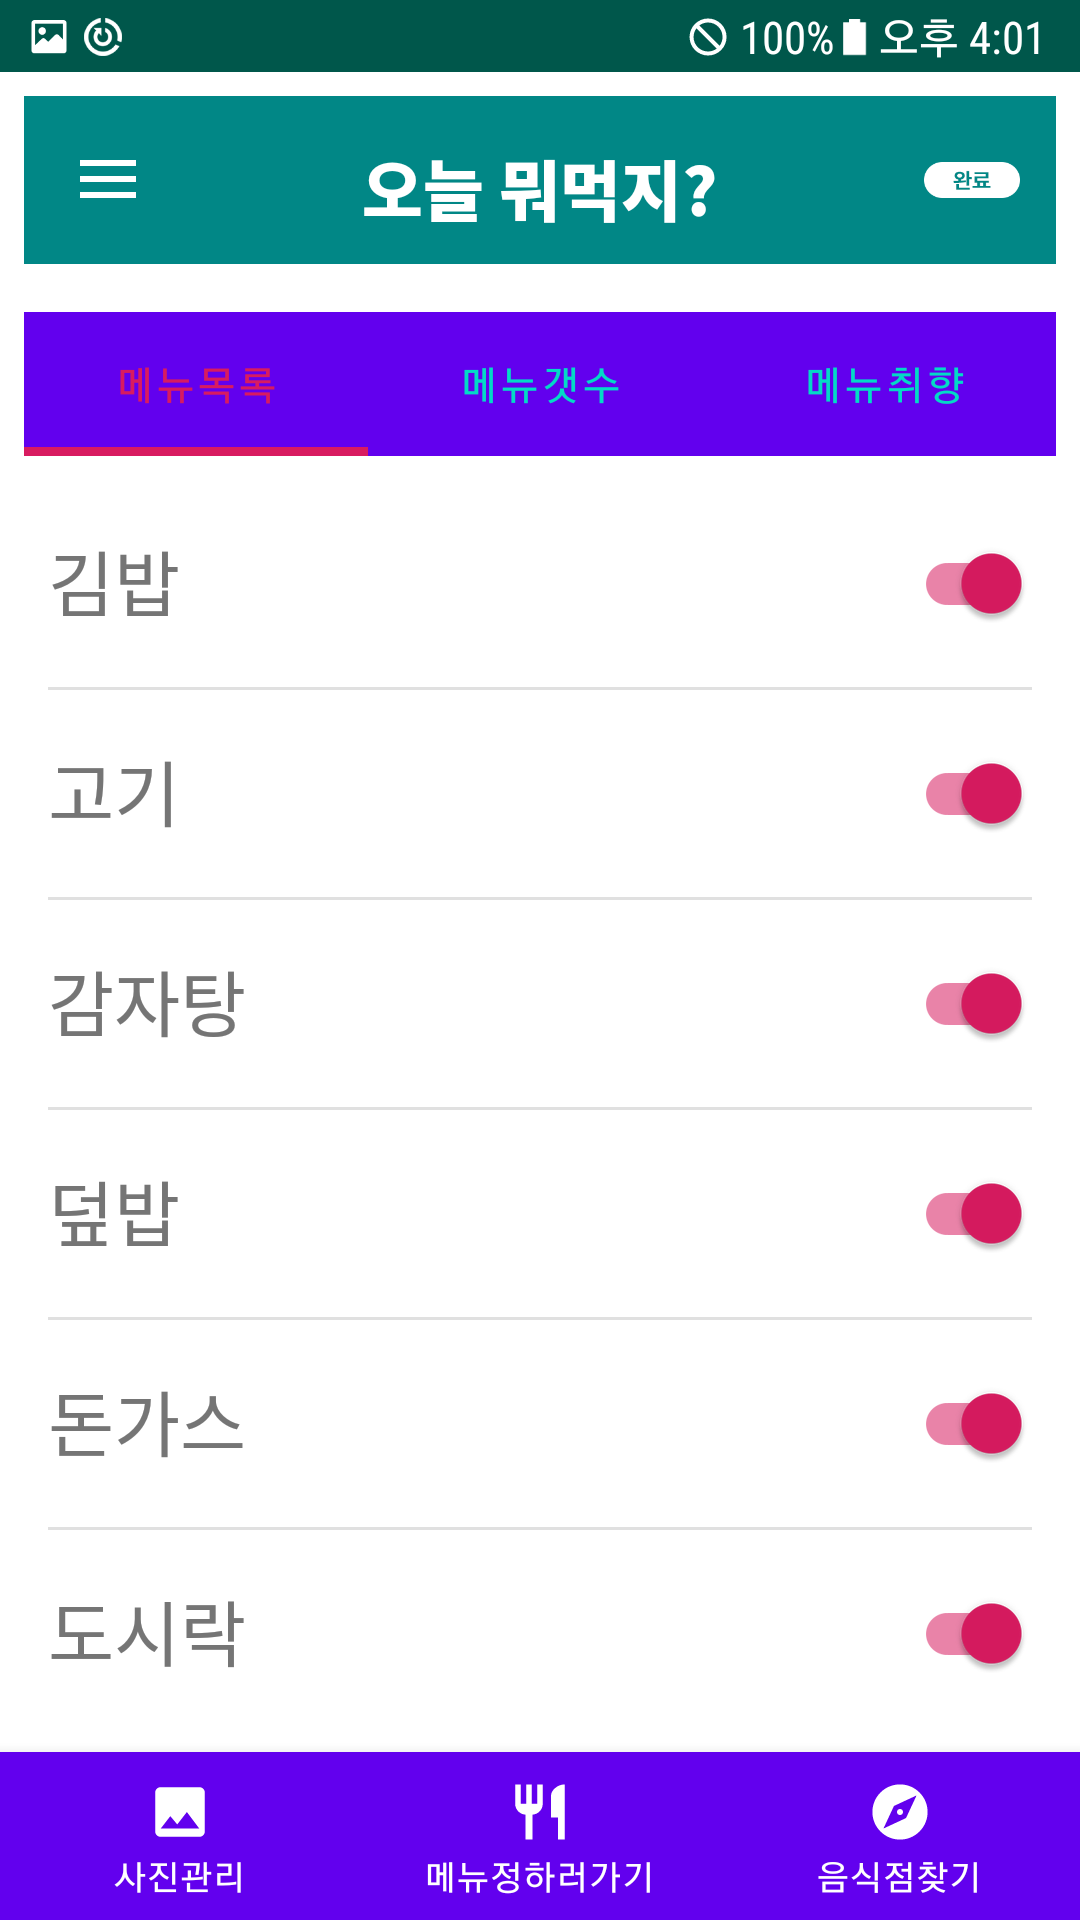 100% 오후 4:01
오늘 뭐먹지?
완료
메뉴목록 메뉴갯수 메뉴취향
김밥
고기
감자탕
덮밥
돈가스
도시락
사진관리 메뉴정하러가기 음식점찾기